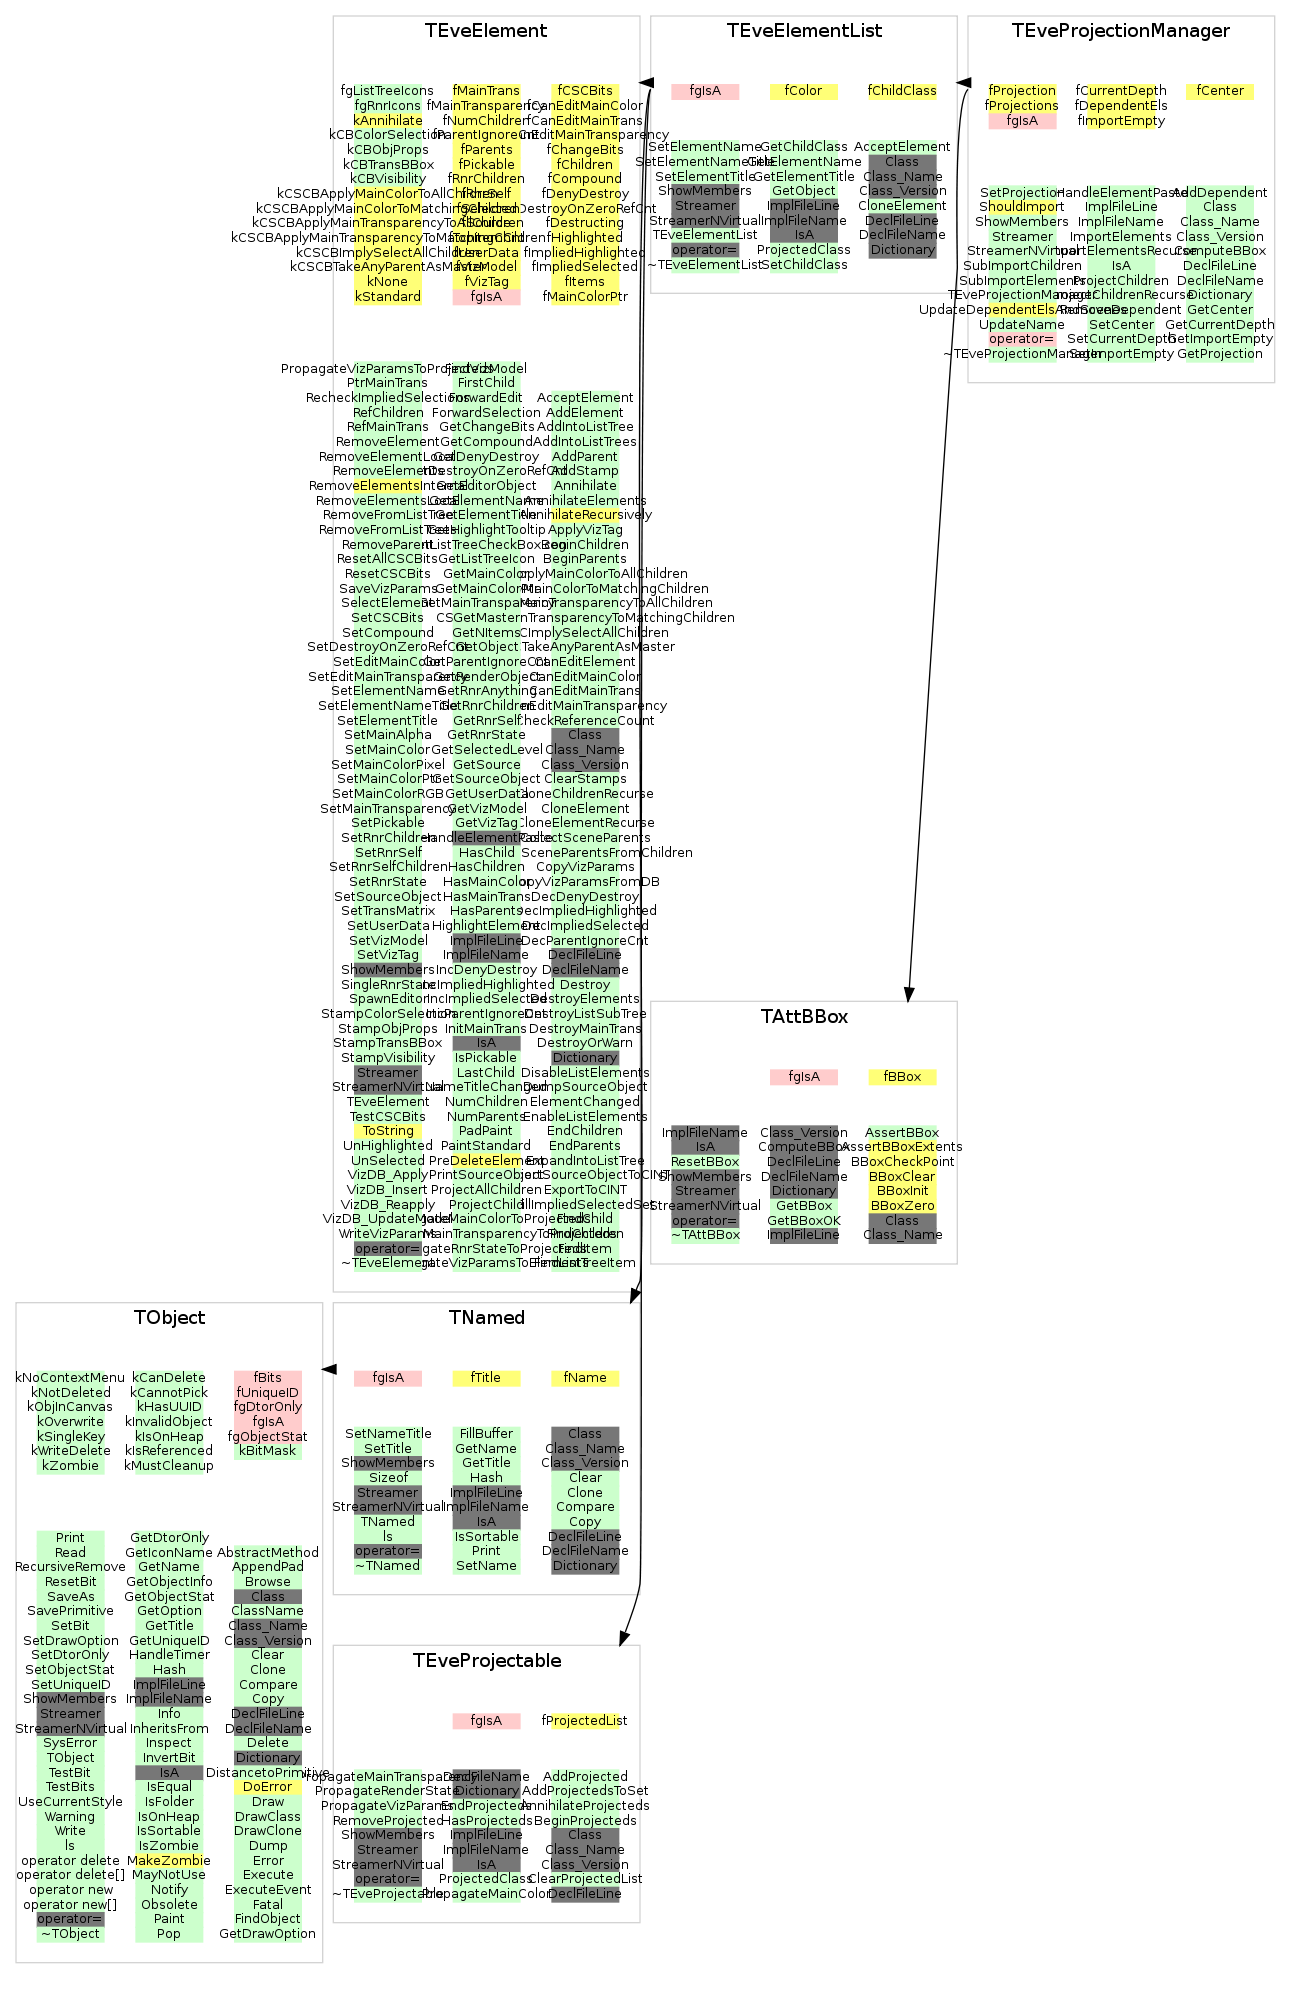 TEveElement
fgListTreeIcons
fgRnrIcons
kAnnihilate
kCBColorSelection
kCBObjProps
kCBTransBBox
kCBVisibility
kCSCBApplyMainColorToAllChildren
kCSCBApplyMainColorToMatchingChildren
kCSCBApplyMainTransparencyToAllChildren
kCSCBApplyMainTransparencyToMatchingChildren
kCSCBImplySelectAllChildren
kCSCBTakeAnyParentAsMaster
kNone
kStandard
fMainTrans
fMainTransparency
fNumChildren
fParentIgnoreCnt
fParents
fPickable
fRnrChildren
fRnrSelf
fSelected
fSource
fUserData
fVizModel
fVizTag
fgIsA
fCSCBits
fCanEditMainColor
fCanEditMainTrans
fChangeBits
fChildren
fCompound
fDenyDestroy
fDestroyOnZeroRefCnt
fDestructing
fHighlighted
fImpliedHighlighted
fImpliedSelected
fItems
fMainColorPtr
PropagateVizParamsToProjecteds
PtrMainTrans
RecheckImpliedSelections
RefChildren
RefMainTrans
RemoveElement
RemoveElementLocal
RemoveElements
RemoveElementsInternal
RemoveElementsLocal
RemoveFromListTree
RemoveFromListTrees
RemoveParent
ResetAllCSCBits
ResetCSCBits
SaveVizParams
SelectElement
SetCSCBits
SetCompound
SetDestroyOnZeroRefCnt
SetEditMainColor
SetEditMainTransparency
SetElementName
SetElementNameTitle
SetElementTitle
SetMainAlpha
SetMainColor
SetMainColorPixel
SetMainColorPtr
SetMainColorRGB
SetMainTransparency
SetPickable
SetRnrChildren
SetRnrSelf
SetRnrSelfChildren
SetRnrState
SetSourceObject
SetTransMatrix
SetUserData
SetVizModel
SetVizTag
ShowMembers
SingleRnrState
SpawnEditor
StampColorSelection
StampObjProps
StampTransBBox
StampVisibility
Streamer
StreamerNVirtual
TEveElement
TestCSCBits
ToString
UnHighlighted
UnSelected
VizDB_Apply
VizDB_Insert
VizDB_Reapply
VizDB_UpdateModel
WriteVizParams
operator=
~TEveElement
FindVizModel
FirstChild
ForwardEdit
ForwardSelection
GetChangeBits
GetCompound
GetDenyDestroy
GetEditorObject
GetElementName
GetElementTitle
GetHighlightTooltip
GetListTreeIcon
GetMainColor
GetMainColorPtr
GetMainTransparency
GetMaster
GetNItems
GetObject
GetParentIgnoreCnt
GetRenderObject
GetRnrAnything
GetRnrChildren
GetRnrSelf
GetRnrState
GetSelectedLevel
GetSource
GetSourceObject
GetUserData
GetVizModel
GetVizTag
HandleElementPaste
HasChild
HasChildren
HasMainColor
HasMainTrans
HasParents
HighlightElement
ImplFileLine
ImplFileName
IncDenyDestroy
IncImpliedHighlighted
IncImpliedSelected
IncParentIgnoreCnt
InitMainTrans
IsA
IsPickable
LastChild
NameTitleChanged
NumChildren
NumParents
PadPaint
PaintStandard
PreDeleteElement
PrintSourceObject
ProjectAllChildren
ProjectChild
AcceptElement
AddElement
AddIntoListTree
AddIntoListTrees
AddParent
AddStamp
Annihilate
AnnihilateElements
AnnihilateRecursively
ApplyVizTag
BeginChildren
BeginParents
CanEditElement
CanEditMainColor
CanEditMainTrans
CheckReferenceCount
Class
Class_Name
Class_Version
ClearStamps
CloneChildrenRecurse
CloneElement
CloneElementRecurse
CollectSceneParents
CopyVizParams
CopyVizParamsFromDB
DecDenyDestroy
DecImpliedHighlighted
DecImpliedSelected
DecParentIgnoreCnt
DeclFileLine
DeclFileName
Destroy
DestroyElements
DestroyListSubTree
DestroyMainTrans
DestroyOrWarn
Dictionary
DisableListElements
DumpSourceObject
ElementChanged
EnableListElements
EndChildren
EndParents
ExpandIntoListTree
ExportToCINT
FindChild
FindChildren
FindItem
FindListTreeItem
TEveElementList
fgIsA
fColor
fChildClass
SetElementName
SetElementNameTitle
SetElementTitle
ShowMembers
Streamer
StreamerNVirtual
TEveElementList
operator=
~TEveElementList
GetChildClass
GetElementName
GetElementTitle
GetObject
ImplFileLine
ImplFileName
IsA
ProjectedClass
SetChildClass
AcceptElement
Class
Class_Name
Class_Version
CloneElement
DeclFileLine
DeclFileName
Dictionary
TEveProjectionManager
fProjection
fProjections
fgIsA
fCurrentDepth
fDependentEls
fImportEmpty
fCenter
SetProjection
ShouldImport
ShowMembers
Streamer
StreamerNVirtual
SubImportChildren
SubImportElements
TEveProjectionManager
UpdateDependentElsAndScenes
UpdateName
operator=
~TEveProjectionManager
HandleElementPaste
ImplFileLine
ImplFileName
ImportElements
ImportElementsRecurse
IsA
ProjectChildren
ProjectChildrenRecurse
RemoveDependent
SetCenter
SetCurrentDepth
SetImportEmpty
AddDependent
Class
Class_Name
Class_Version
ComputeBBox
DeclFileLine
DeclFileName
Dictionary
GetCenter
GetCurrentDepth
GetImportEmpty
GetProjection
TAttBBox
fgIsA
fBBox
ImplFileName
IsA
ResetBBox
ShowMembers
Streamer
StreamerNVirtual
operator=
~TAttBBox
Class_Version
ComputeBBox
DeclFileLine
DeclFileName
Dictionary
GetBBox
GetBBoxOK
ImplFileLine
AssertBBox
AssertBBoxExtents
BBoxCheckPoint
BBoxClear
BBoxInit
BBoxZero
Class
Class_Name
TObject
kNoContextMenu
kNotDeleted
kObjInCanvas
kOverwrite
kSingleKey
kWriteDelete
kZombie
kCanDelete
kCannotPick
kHasUUID
kInvalidObject
kIsOnHeap
kIsReferenced
kMustCleanup
fBits
fUniqueID
fgDtorOnly
fgIsA
fgObjectStat
kBitMask
Print
Read
RecursiveRemove
ResetBit
SaveAs
SavePrimitive
SetBit
SetDrawOption
SetDtorOnly
SetObjectStat
SetUniqueID
ShowMembers
Streamer
StreamerNVirtual
SysError
TObject
TestBit
TestBits
UseCurrentStyle
Warning
Write
ls
operator delete
operator delete[]
operator new
operator new[]
operator=
~TObject
GetDtorOnly
GetIconName
GetName
GetObjectInfo
GetObjectStat
GetOption
GetTitle
GetUniqueID
HandleTimer
Hash
ImplFileLine
ImplFileName
Info
InheritsFrom
Inspect
InvertBit
IsA
IsEqual
IsFolder
IsOnHeap
IsSortable
IsZombie
MakeZombie
MayNotUse
Notify
Obsolete
Paint
Pop
AbstractMethod
AppendPad
Browse
Class
ClassName
Class_Name
Class_Version
Clear
Clone
Compare
Copy
DeclFileLine
DeclFileName
Delete
Dictionary
DistancetoPrimitive
DoError
Draw
DrawClass
DrawClone
Dump
Error
Execute
ExecuteEvent
Fatal
FindObject
GetDrawOption
TNamed
fgIsA
fTitle
fName
SetNameTitle
SetTitle
ShowMembers
Sizeof
Streamer
StreamerNVirtual
TNamed
ls
operator=
~TNamed
FillBuffer
GetName
GetTitle
Hash
ImplFileLine
ImplFileName
IsA
IsSortable
Print
SetName
Class
Class_Name
Class_Version
Clear
Clone
Compare
Copy
DeclFileLine
DeclFileName
Dictionary
TEveProjectable
fgIsA
fProjectedList
PropagateMainTransparency
PropagateRenderState
PropagateVizParams
RemoveProjected
ShowMembers
Streamer
StreamerNVirtual
operator=
~TEveProjectable
DeclFileName
Dictionary
EndProjecteds
HasProjecteds
ImplFileLine
ImplFileName
IsA
ProjectedClass
PropagateMainColor
AddProjected
AddProjectedsToSet
AnnihilateProjecteds
BeginProjecteds
Class
Class_Name
Class_Version
ClearProjectedList
DeclFileLine